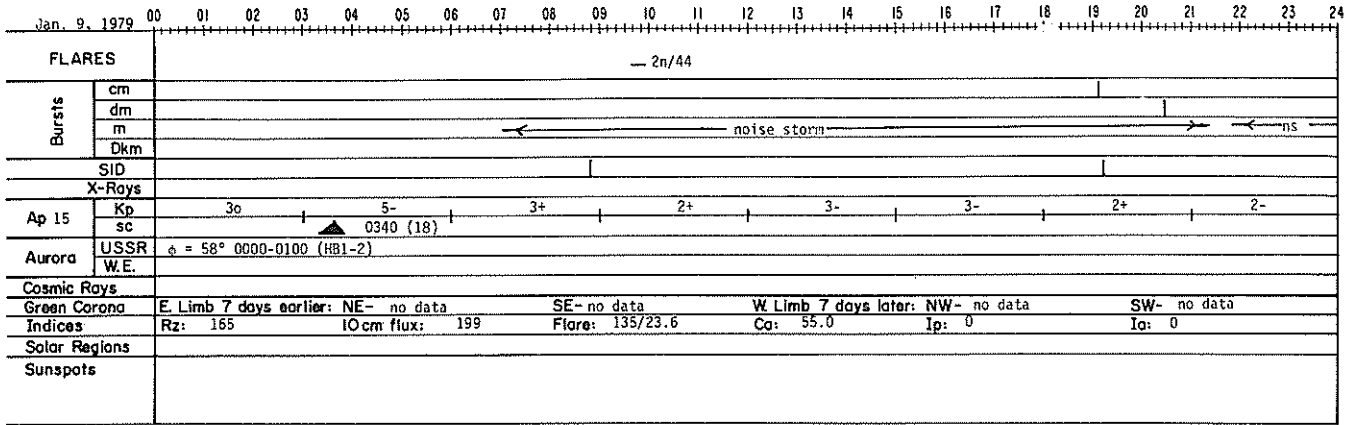 Jan. 9, 1979 00 01 02 03 04 05 06 07 08 09 10 11 12 13 14 15 16 17 18 19 20 21 22 23 24
FLARES 2n/44
Bursts
cm
dm
m noise storm ns
Dkm
SID
X-Rays
Ap 15 Kp 3o 5- 3+ 2+ 3- 3- 2+ 2-
sc 0340 (18)
Aurora USSR φ = 58° 0000-0100 (HB1-2)
W.E.
Cosmic Rays
Green Corona E. Limb 7 days earlier: NE- no data SE- no data W. Limb 7 days later: NW- no data SW- no data
Indices Rz: 165 10cm flux: 199 Flare: 135/23.6 Ca: 55.0 Ip: 0 Ia: 0
Solar Regions
Sunspots